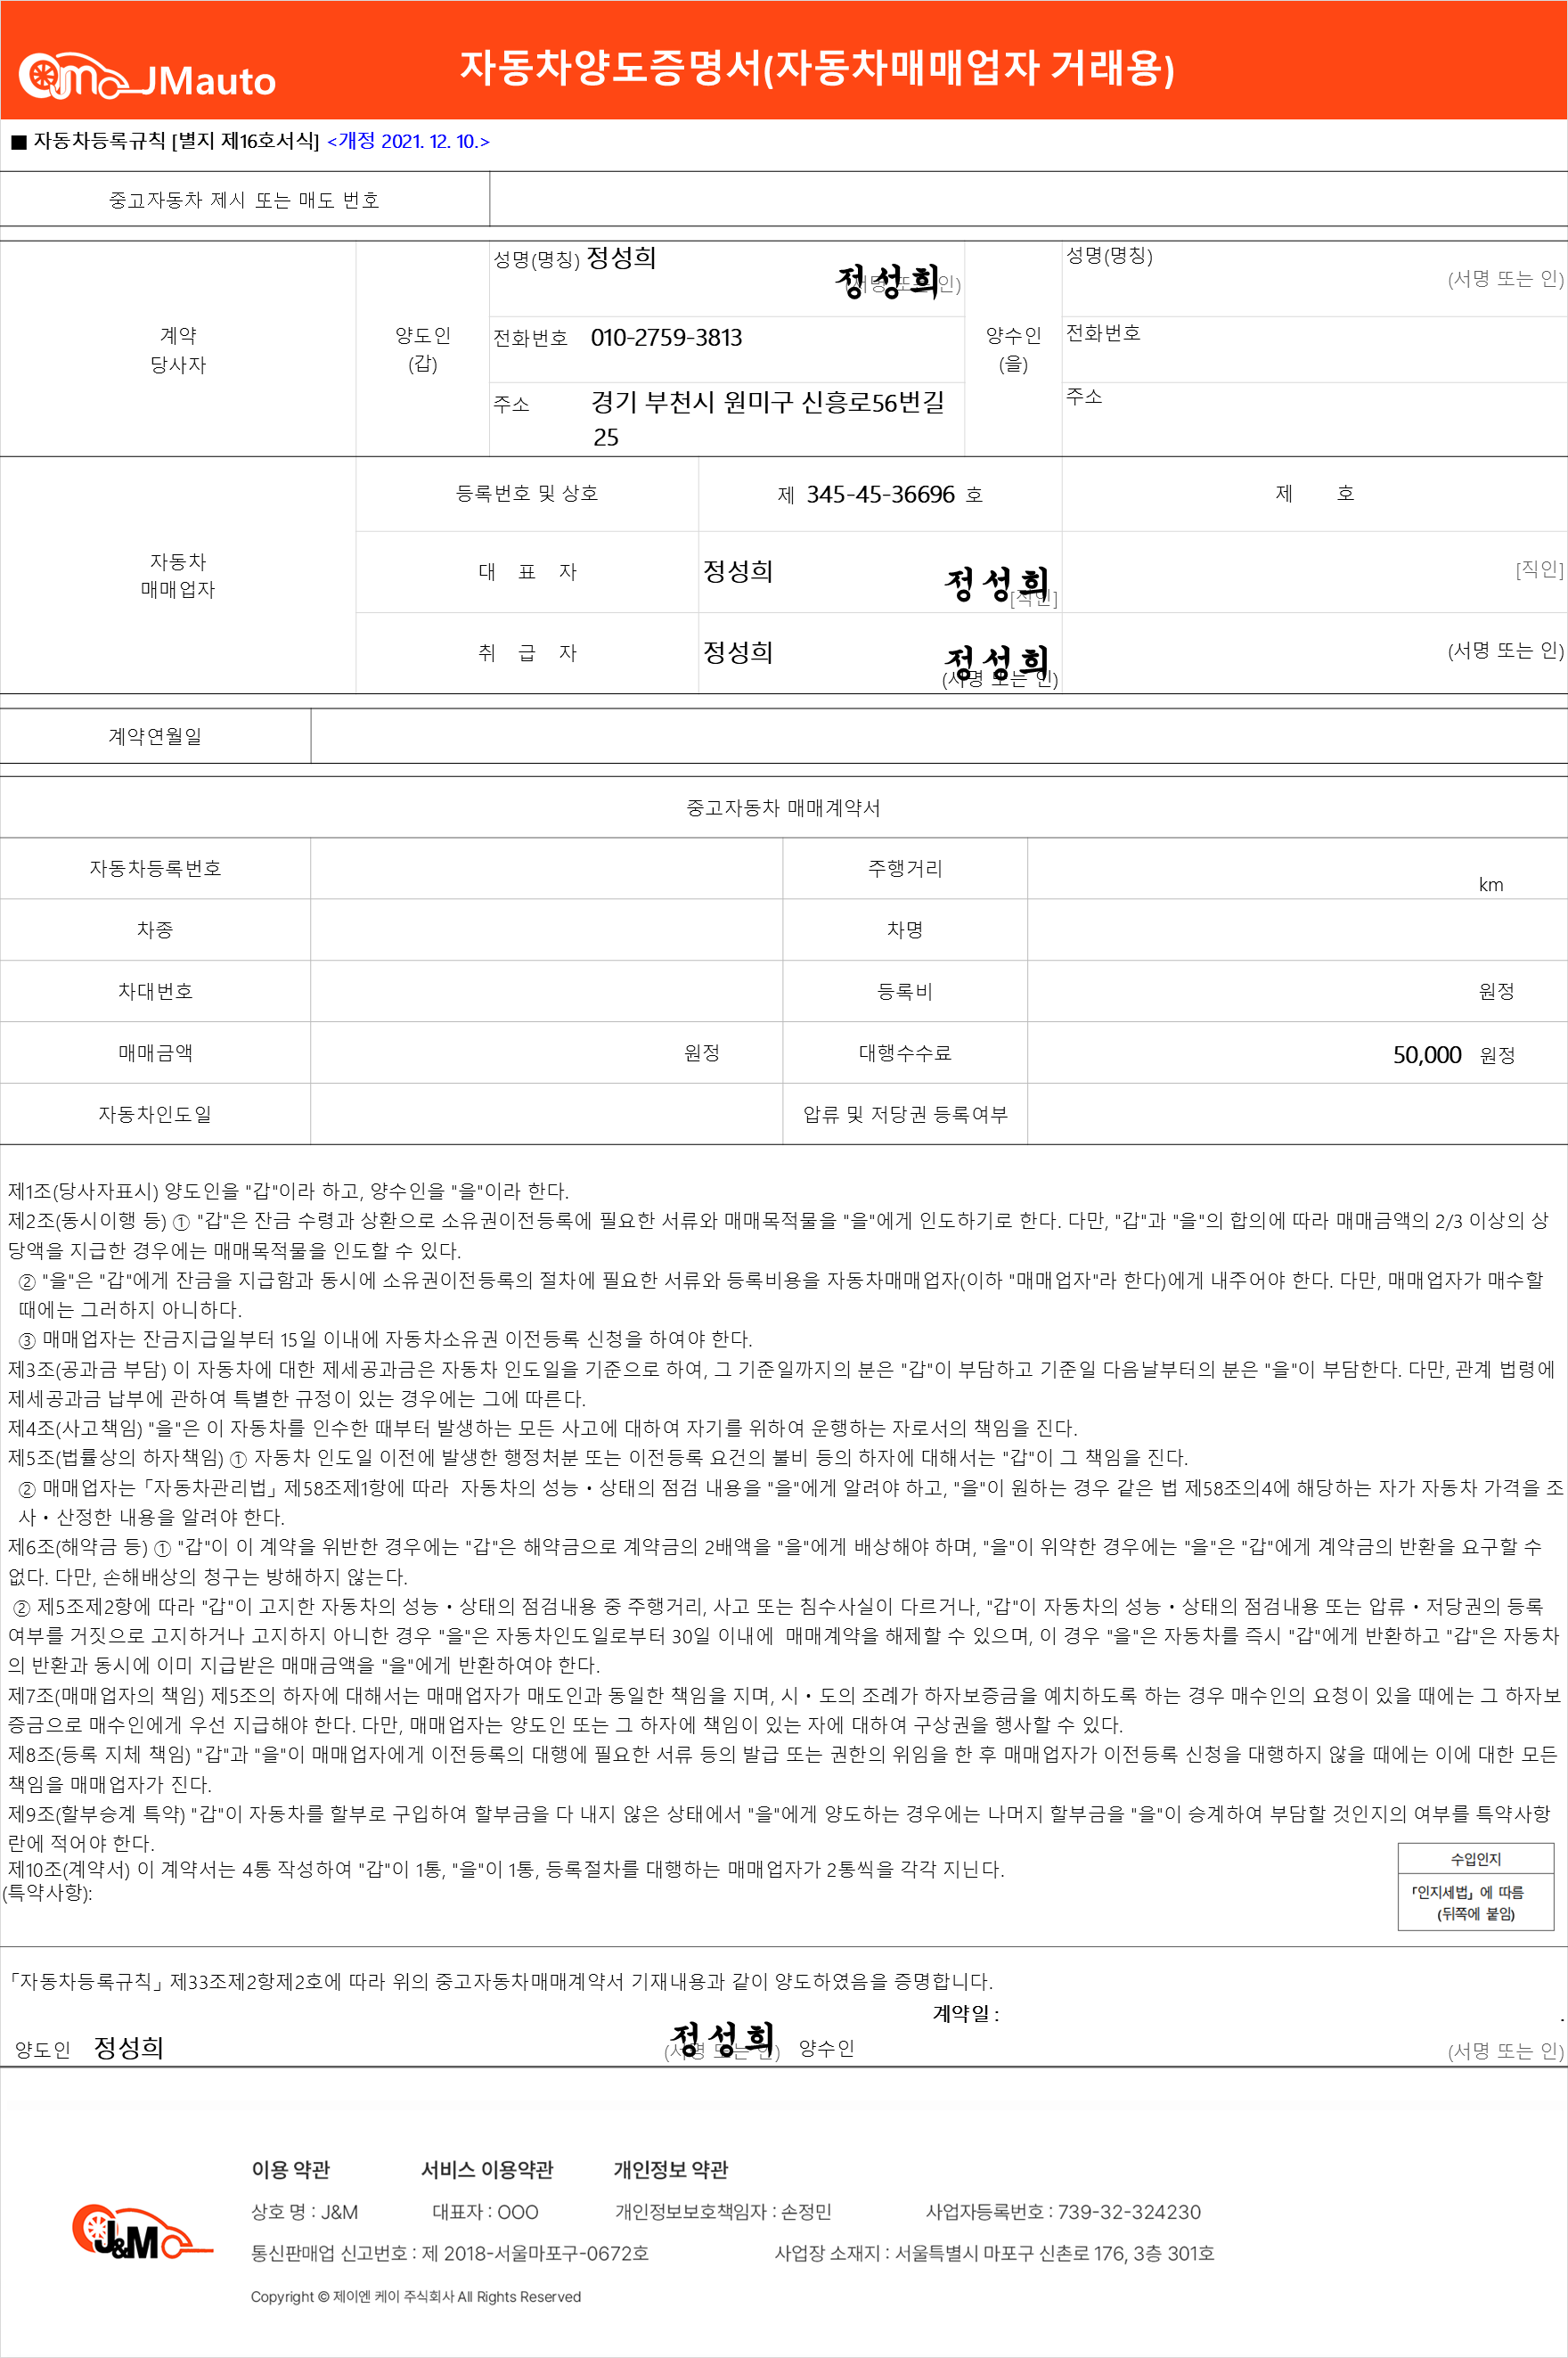 JMauto
자동차양도증명서(자동차매매업자 거래용)
■ 자동차등록규칙 [별지 제16호서식] <개정 2021. 12. 10.>
중고자동차 제시 또는 매도 번호
계약
당사자
양도인
(갑)
성명(명칭) 정성희
정성희
(서명 또는 인)
전화번호 010-2759-3813
주소 경기 부천시 원미구 신흥로56번길
25
양수인
(을)
성명(명칭)
(서명 또는 인)
전화번호
주소
자동차
매매업자
등록번호 및 상호
제 345-45-36696 호
제 호
대 표 자
정성희
정성희
[직인]
[직인]
취 급 자
정성희
정성희
(서명 또는 인)
(서명 또는 인)
계약연월일
중고자동차 매매계약서
자동차등록번호
주행거리
km
차종
차명
차대번호
등록비
원정
매매금액
원정
대행수수료
50,000 원정
자동차인도일
압류 및 저당권 등록여부
제1조(당사자표시) 양도인을 "갑"이라 하고, 양수인을 "을"이라 한다.
제2조(동시이행 등) ① "갑"은 잔금 수령과 상환으로 소유권이전등록에 필요한 서류와 매매목적물을 "을"에게 인도하기로 한다. 다만, "갑"과 "을"의 합의에 따라 매매금액의 2/3 이상의 상
당액을 지급한 경우에는 매매목적물을 인도할 수 있다.
② "을"은 "갑"에게 잔금을 지급함과 동시에 소유권이전등록의 절차에 필요한 서류와 등록비용을 자동차매매업자(이하 "매매업자"라 한다)에게 내주어야 한다. 다만, 매매업자가 매수할
때에는 그러하지 아니하다.
③ 매매업자는 잔금지급일부터 15일 이내에 자동차소유권 이전등록 신청을 하여야 한다.
제3조(공과금 부담) 이 자동차에 대한 제세공과금은 자동차 인도일을 기준으로 하여, 그 기준일까지의 분은 "갑"이 부담하고 기준일 다음날부터의 분은 "을"이 부담한다. 다만, 관계 법령에
제세공과금 납부에 관하여 특별한 규정이 있는 경우에는 그에 따른다.
제4조(사고책임) "을"은 이 자동차를 인수한 때부터 발생하는 모든 사고에 대하여 자기를 위하여 운행하는 자로서의 책임을 진다.
제5조(법률상의 하자책임) ① 자동차 인도일 이전에 발생한 행정처분 또는 이전등록 요건의 불비 등의 하자에 대해서는 "갑"이 그 책임을 진다.
② 매매업자는 「자동차관리법」 제58조제1항에 따라 자동차의 성능・상태의 점검 내용을 "을"에게 알려야 하고, "을"이 원하는 경우 같은 법 제58조의4에 해당하는 자가 자동차 가격을 조
사・산정한 내용을 알려야 한다.
제6조(해약금 등) ① "갑"이 이 계약을 위반한 경우에는 "갑"은 해약금으로 계약금의 2배액을 "을"에게 배상해야 하며, "을"이 위약한 경우에는 "을"은 "갑"에게 계약금의 반환을 요구할 수
없다. 다만, 손해배상의 청구는 방해하지 않는다.
② 제5조제2항에 따라 "갑"이 고지한 자동차의 성능・상태의 점검내용 중 주행거리, 사고 또는 침수사실이 다르거나, "갑"이 자동차의 성능・상태의 점검내용 또는 압류・저당권의 등록
여부를 거짓으로 고지하거나 고지하지 아니한 경우 "을"은 자동차인도일로부터 30일 이내에 매매계약을 해제할 수 있으며, 이 경우 "을"은 자동차를 즉시 "갑"에게 반환하고 "갑"은 자동차
의 반환과 동시에 이미 지급받은 매매금액을 "을"에게 반환하여야 한다.
제7조(매매업자의 책임) 제5조의 하자에 대해서는 매매업자가 매도인과 동일한 책임을 지며, 시・도의 조례가 하자보증금을 예치하도록 하는 경우 매수인의 요청이 있을 때에는 그 하자보
증금으로 매수인에게 우선 지급해야 한다. 다만, 매매업자는 양도인 또는 그 하자에 책임이 있는 자에 대하여 구상권을 행사할 수 있다.
제8조(등록 지체 책임) "갑"과 "을"이 매매업자에게 이전등록의 대행에 필요한 서류 등의 발급 또는 권한의 위임을 한 후 매매업자가 이전등록 신청을 대행하지 않을 때에는 이에 대한 모든
책임을 매매업자가 진다.
제9조(할부승계 특약) "갑"이 자동차를 할부로 구입하여 할부금을 다 내지 않은 상태에서 "을"에게 양도하는 경우에는 나머지 할부금을 "을"이 승계하여 부담할 것인지의 여부를 특약사항
란에 적어야 한다.
제10조(계약서) 이 계약서는 4통 작성하여 "갑"이 1통, "을"이 1통, 등록절차를 대행하는 매매업자가 2통씩을 각각 지닌다.
(특약사항):
수입인지
「인지세법」에 따름
(뒤쪽에 붙임)
「자동차등록규칙」 제33조제2항제2호에 따라 위의 중고자동차매매계약서 기재내용과 같이 양도하였음을 증명합니다.
계약일 : .
양도인 정성희
정성희
(서명 또는 인)
양수인
(서명 또는 인)
이용 약관 서비스 이용약관 개인정보 약관
J&M
상호 명 : J&M 대표자 : OOO 개인정보보호책임자 : 손정민 사업자등록번호 : 739-32-324230
통신판매업 신고번호 : 제 2018-서울마포구-0672호 사업장 소재지 : 서울특별시 마포구 신촌로 176, 3층 301호
Copyright © 제이엔 케이 주식회사 All Rights Reserved